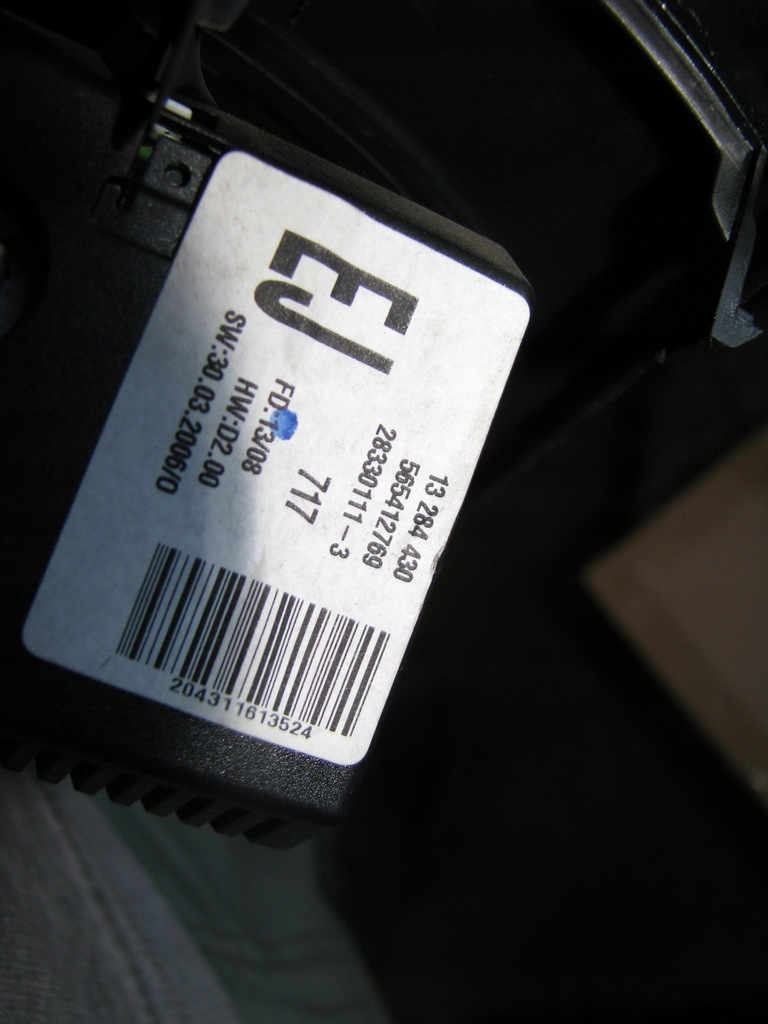 EJ
13 284 430
565412769
28330111-3
717
FD:13/08
HW:D2.00
SW:30.03.2006/0
204311613524